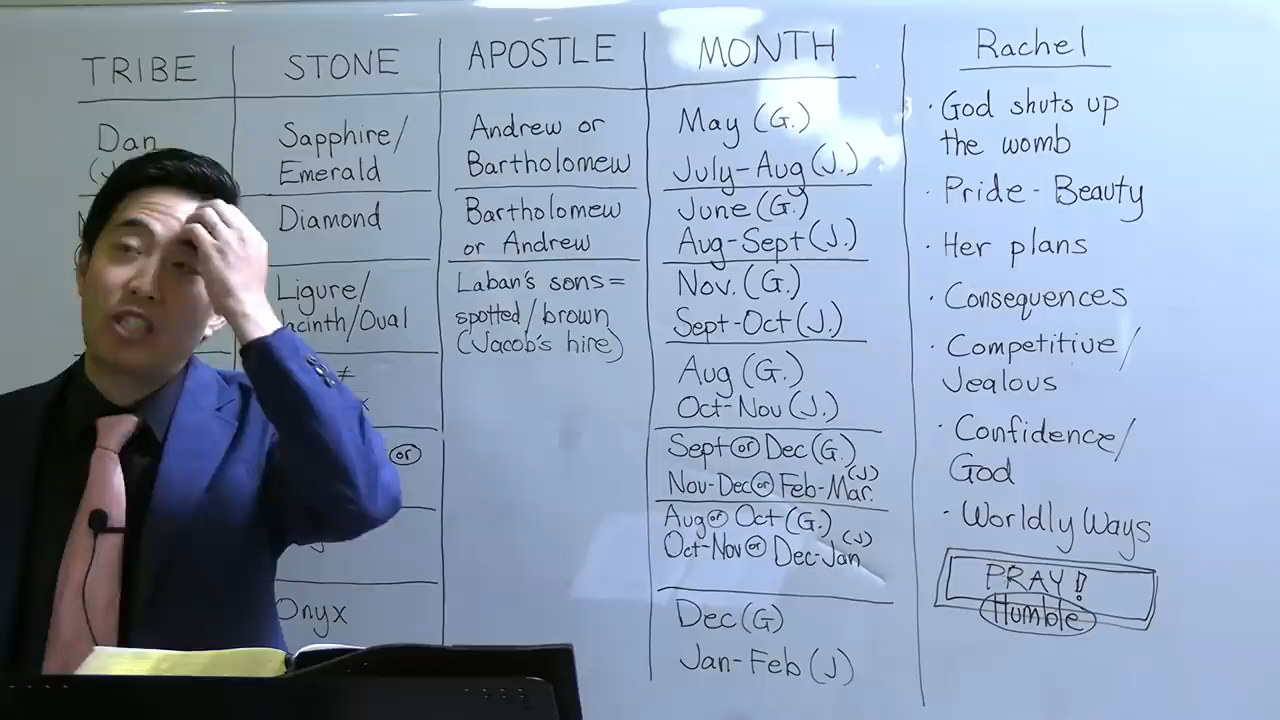 TRIBE STONE APOSTLE MONTH
Dan
Sapphire/
Emerald
Andrew or
Bartholomew
May (G.)
July-Aug (J.)
Diamond
Bartholomew
or Andrew
June (G.)
Aug-Sept (J.)
Ligure/
Laban's sons =
spotted/brown
(Jacob's hire)
Nov. (G.)
Sept-Oct (J.)
≠
Aug (G.)
Oct-Nov (J.)
or
Sept or Dec (G.)
Nov-Dec or Feb-Mar. (J)
Aug or Oct (G.)
Oct-Nov or Dec-Jan (J)
Onyx
Dec (G)
Jan-Feb (J)
Rachel
· God shuts up
the womb
· Pride - Beauty
· Her plans
· Consequences
· Competitive/
Jealous
· Confidence/
God
· Worldly Ways
PRAY!
Humble